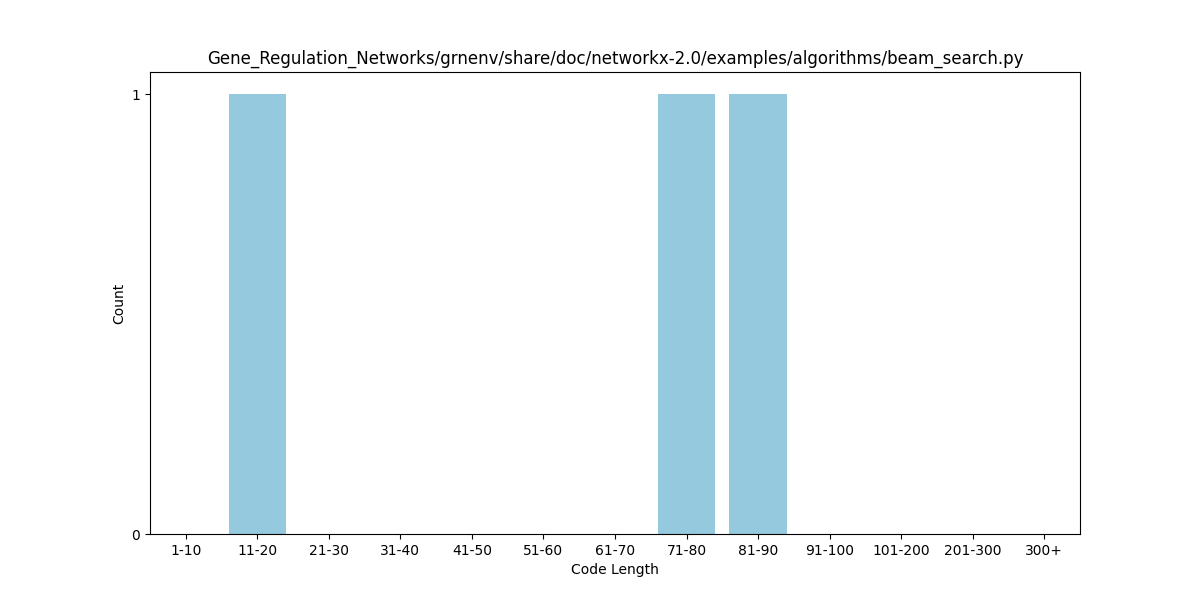 Gene_Regulation_Networks/grnenv/share/doc/networkx-2.0/examples/algorithms/beam_search.py
1
Count
0
1-10 11-20 21-30 31-40 41-50 51-60 61-70 71-80 81-90 91-100 101-200 201-300 300+
Code Length